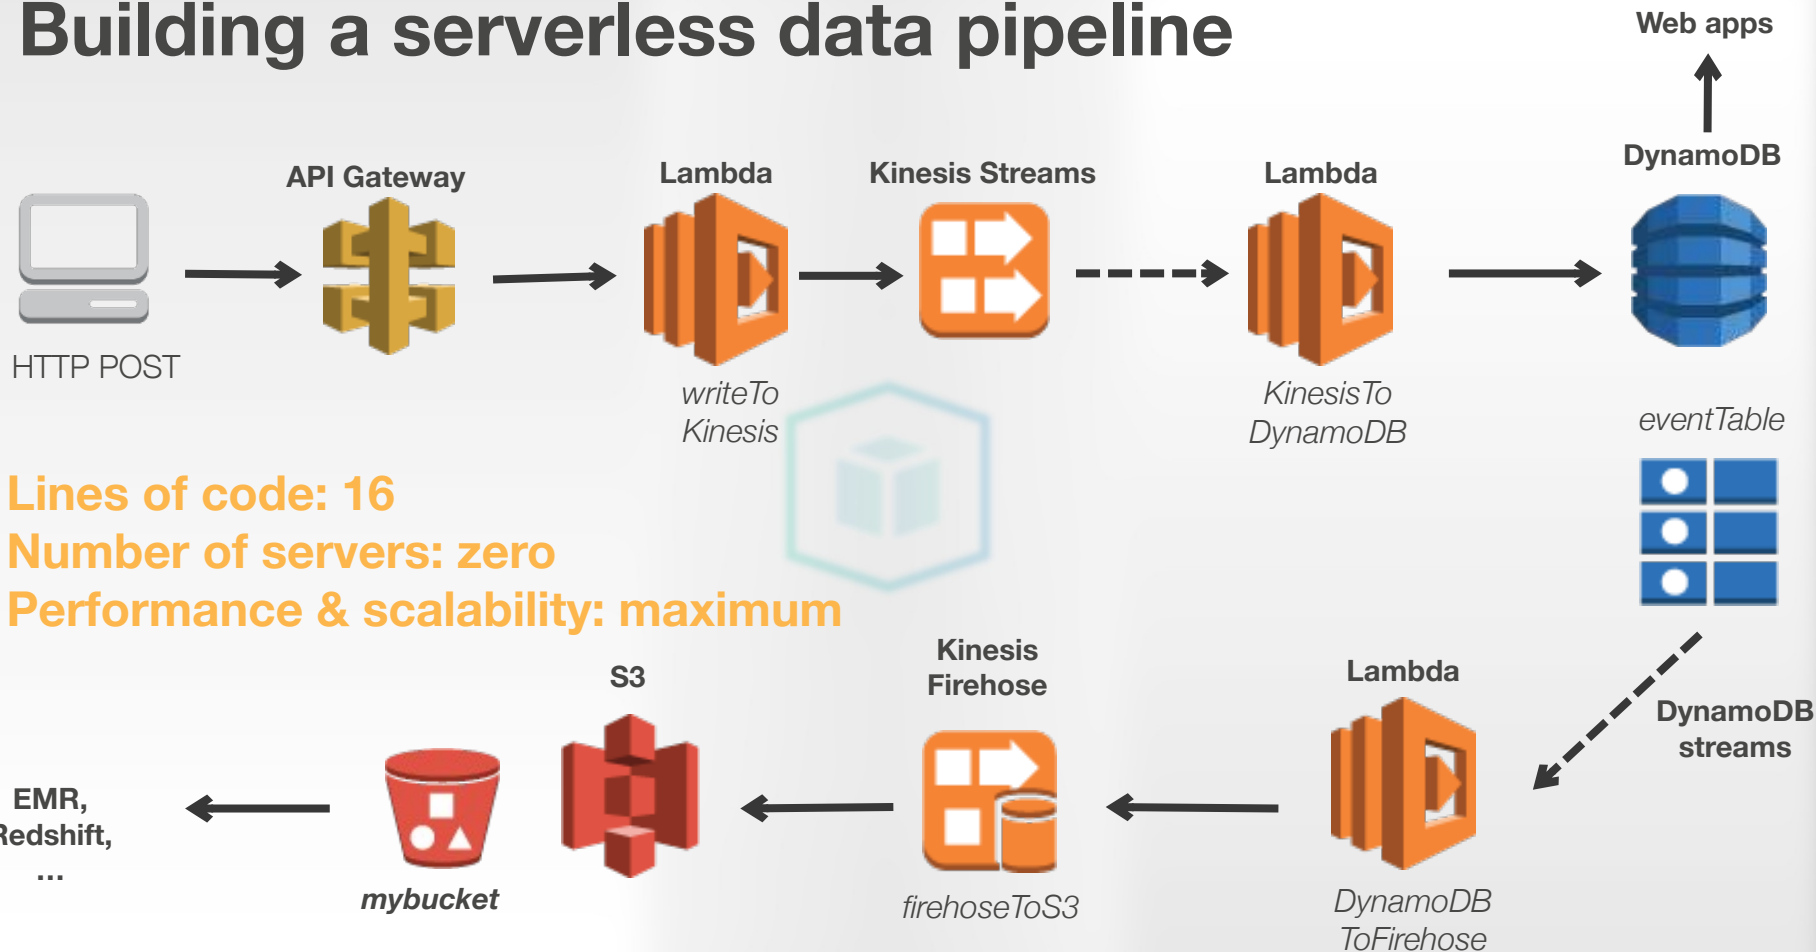 Building a serverless data pipeline
Web apps
DynamoDB
API Gateway
Lambda
Kinesis Streams
Lambda
HTTP POST
writeTo
Kinesis
KinesisTo
DynamoDB
eventTable
Lines of code: 16
Number of servers: zero
Performance & scalability: maximum
S3
Kinesis
Firehose
Lambda
DynamoDB
streams
EMR,
Redshift,
...
mybucket
firehoseToS3
DynamoDB
ToFirehose